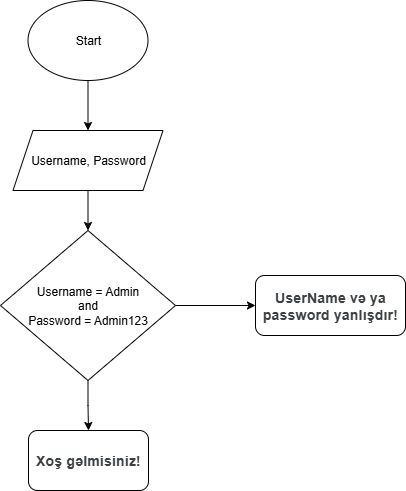 Start
Username, Password
Username = Admin
and
Password = Admin123
UserName və ya
password yanlışdır!
Xoş gəlmisiniz!